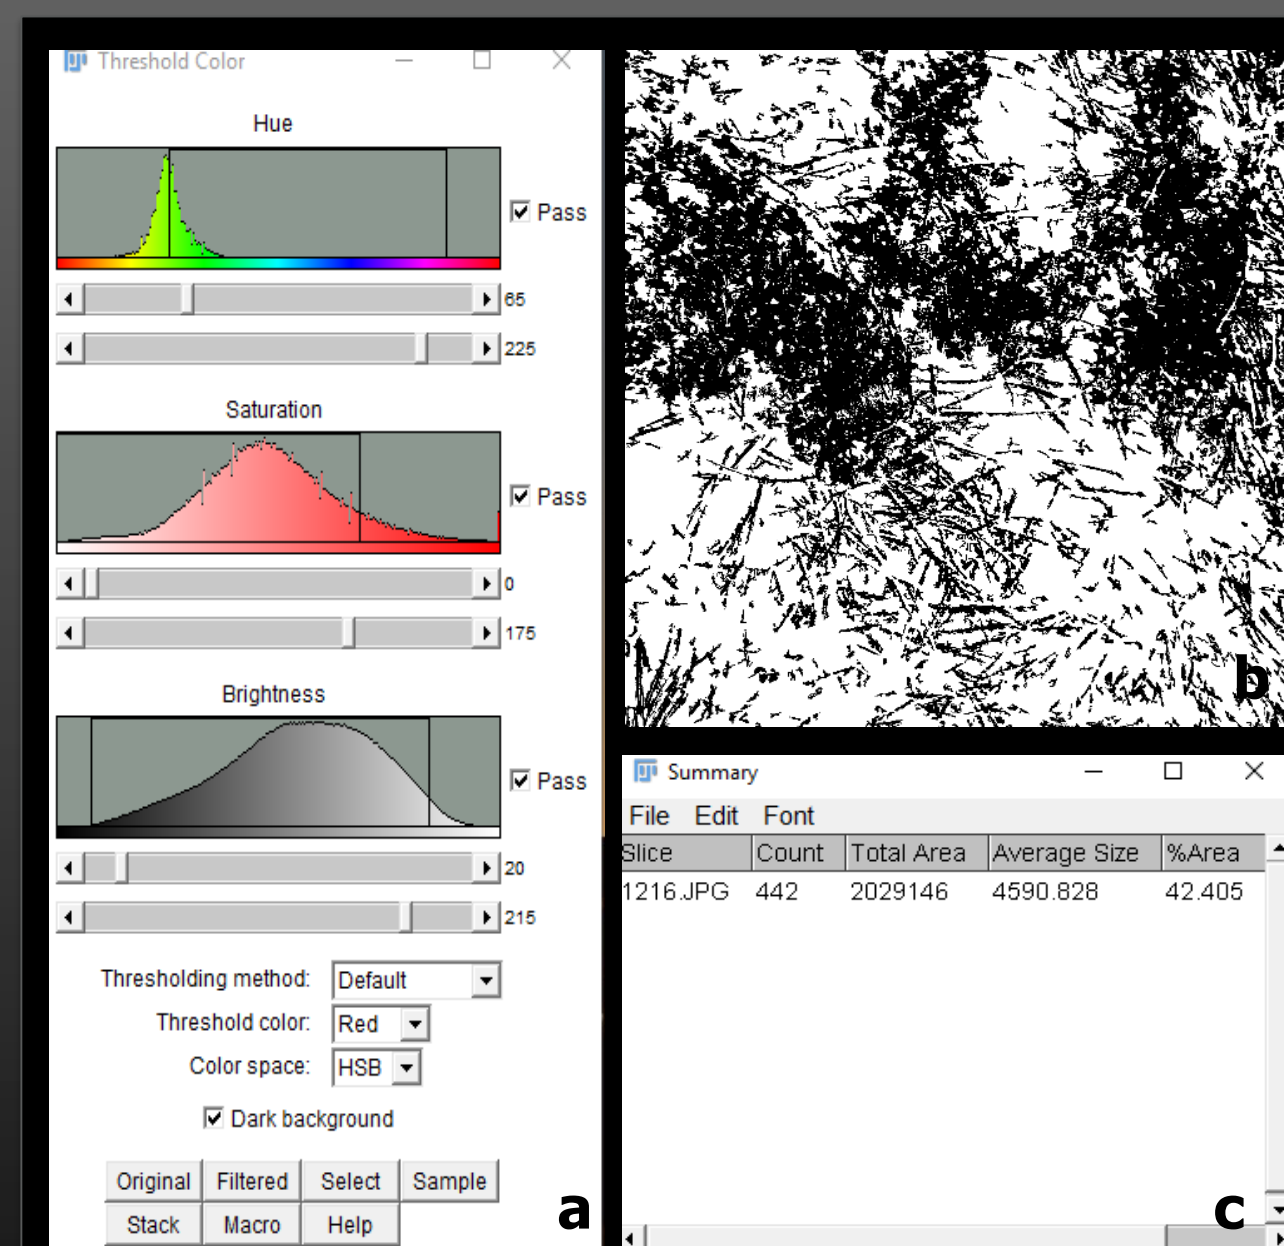 Threshold Color
Hue
Pass
65
225
Saturation
Pass
0
175
Brightness
Pass
20
215
Thresholding method: Default
Threshold color: Red
Color space: HSB
Dark background
Original Filtered Select Sample
Stack Macro Help
a
b
Summary
File Edit Font
Slice Count Total Area Average Size %Area
1216.JPG 442 2029146 4590.828 42.405
c